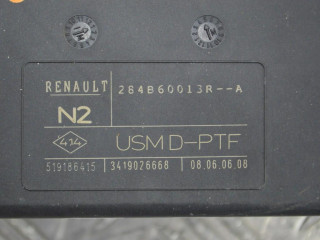 RENAULT 284B60013R--A
N2 USM D-PTF
519186415 3419026668 08.06.06.08